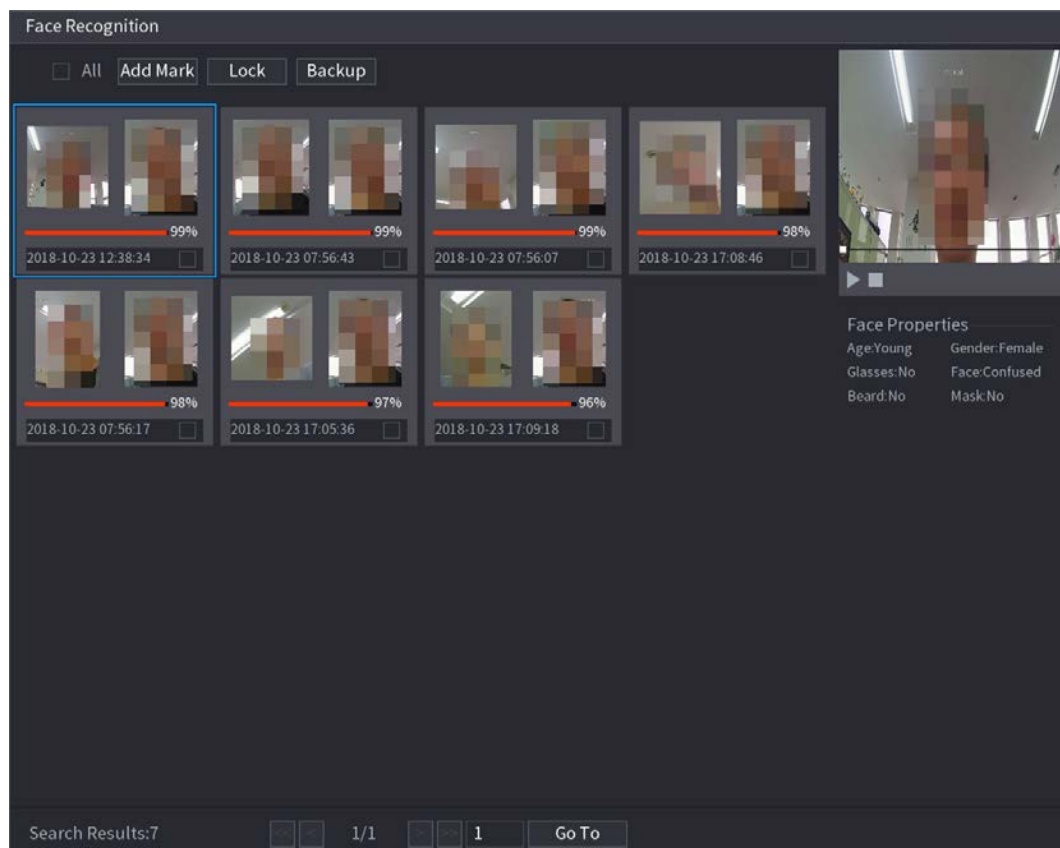 Face Recognition
All Add Mark Lock Backup
99% 99% 99% 98%
2018-10-23 12:38:34 2018-10-23 07:56:43 2018-10-23 07:56:07 2018-10-23 17:08:46
98% 97% 96%
2018-10-23 07:56:17 2018-10-23 17:05:36 2018-10-23 17:09:18
Face Properties
Age:Young Gender:Female
Glasses:No Face:Confused
Beard:No Mask:No
Search Results:7 << < 1/1 > >> 1 Go To